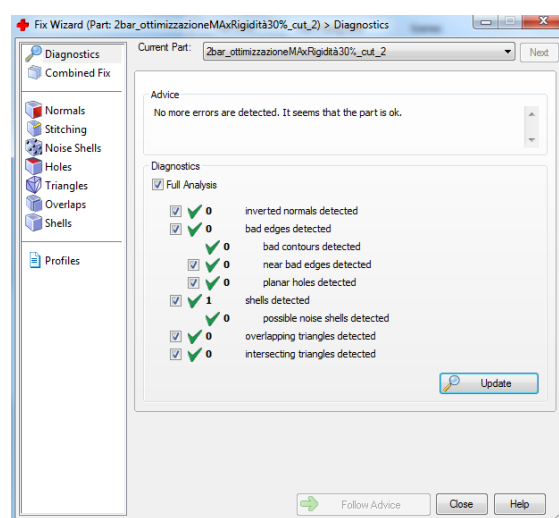 Fix Wizard (Part: 2bar_ottimizzazioneMAxRigidità30%_cut_2) > Diagnostics
Diagnostics
Combined Fix
Normals
Stitching
Noise Shells
Holes
Triangles
Overlaps
Shells
Profiles
Current Part: 2bar_ottimizzazioneMAxRigidità30%_cut_2 Next
Advice
No more errors are detected. It seems that the part is ok.
Diagnostics
Full Analysis
0 inverted normals detected
0 bad edges detected
0 bad contours detected
0 near bad edges detected
0 planar holes detected
1 shells detected
0 possible noise shells detected
0 overlapping triangles detected
0 intersecting triangles detected
Update
Follow Advice Close Help